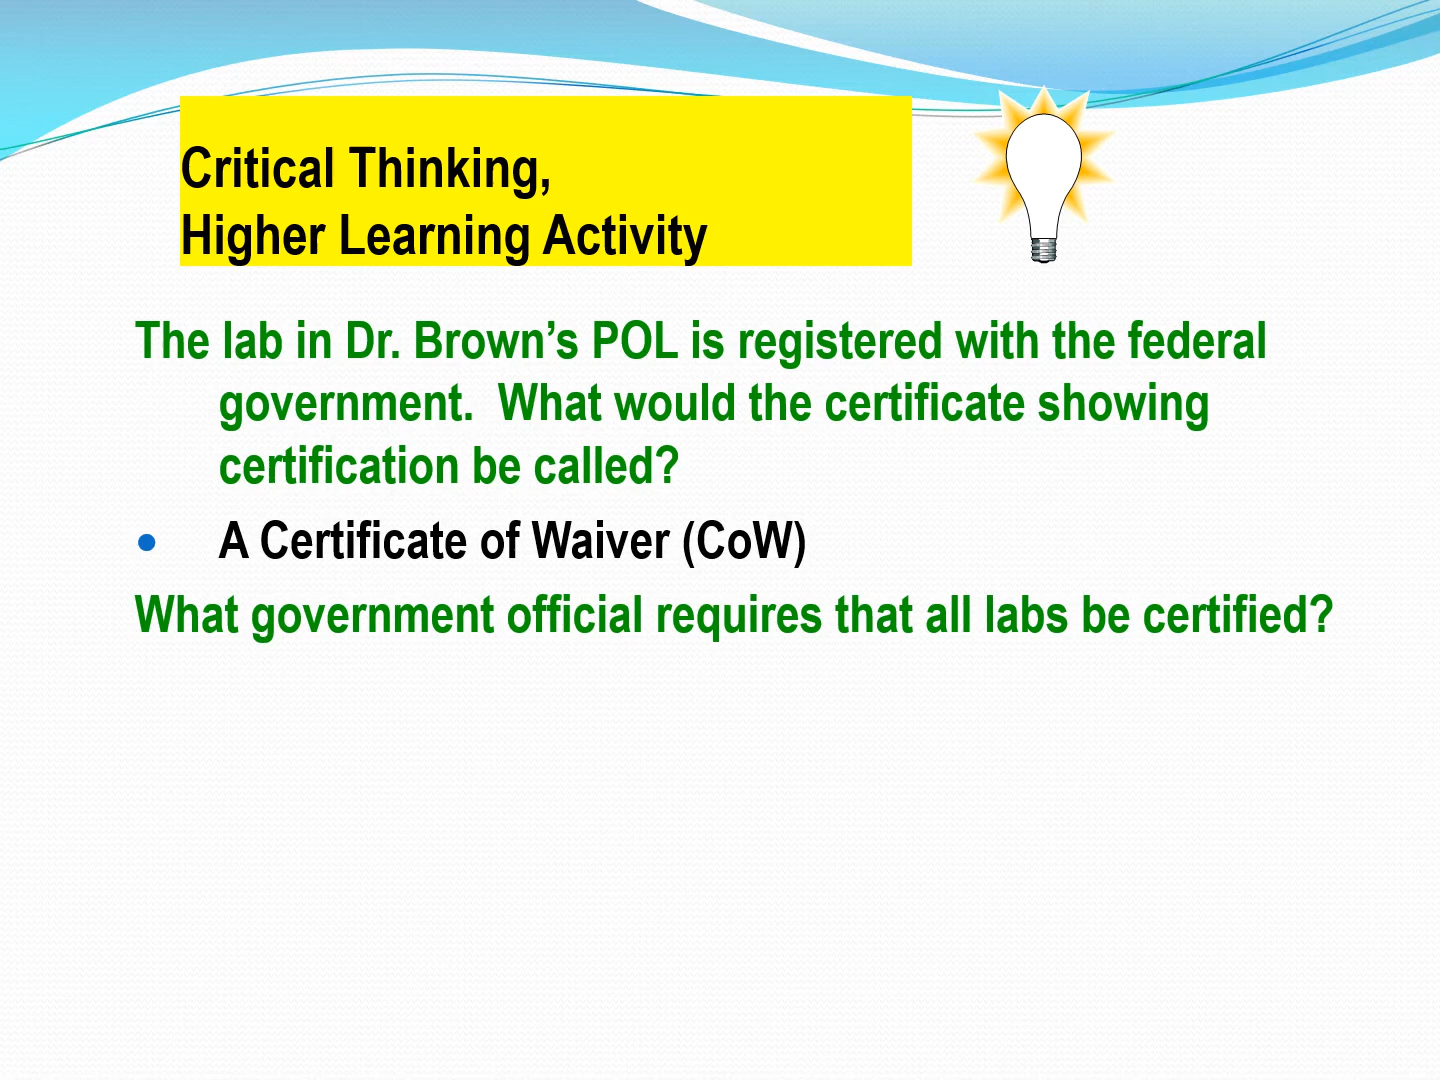 Critical Thinking,
Higher Learning Activity
The lab in Dr. Brown’s POL is registered with the federal
government.  What would the certificate showing
certification be called?
• A Certificate of Waiver (CoW)
What government official requires that all labs be certified?